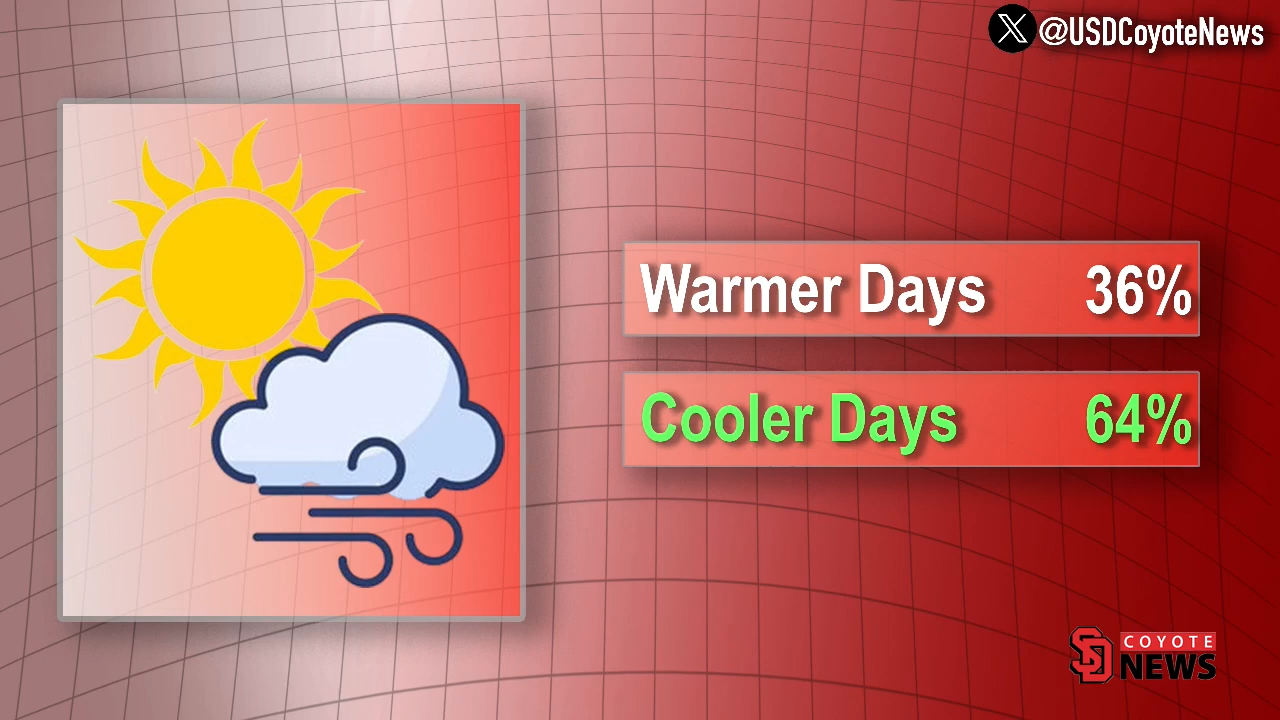 @USDCoyoteNews
Warmer Days 36%
Cooler Days 64%
SD COYOTE
NEWS